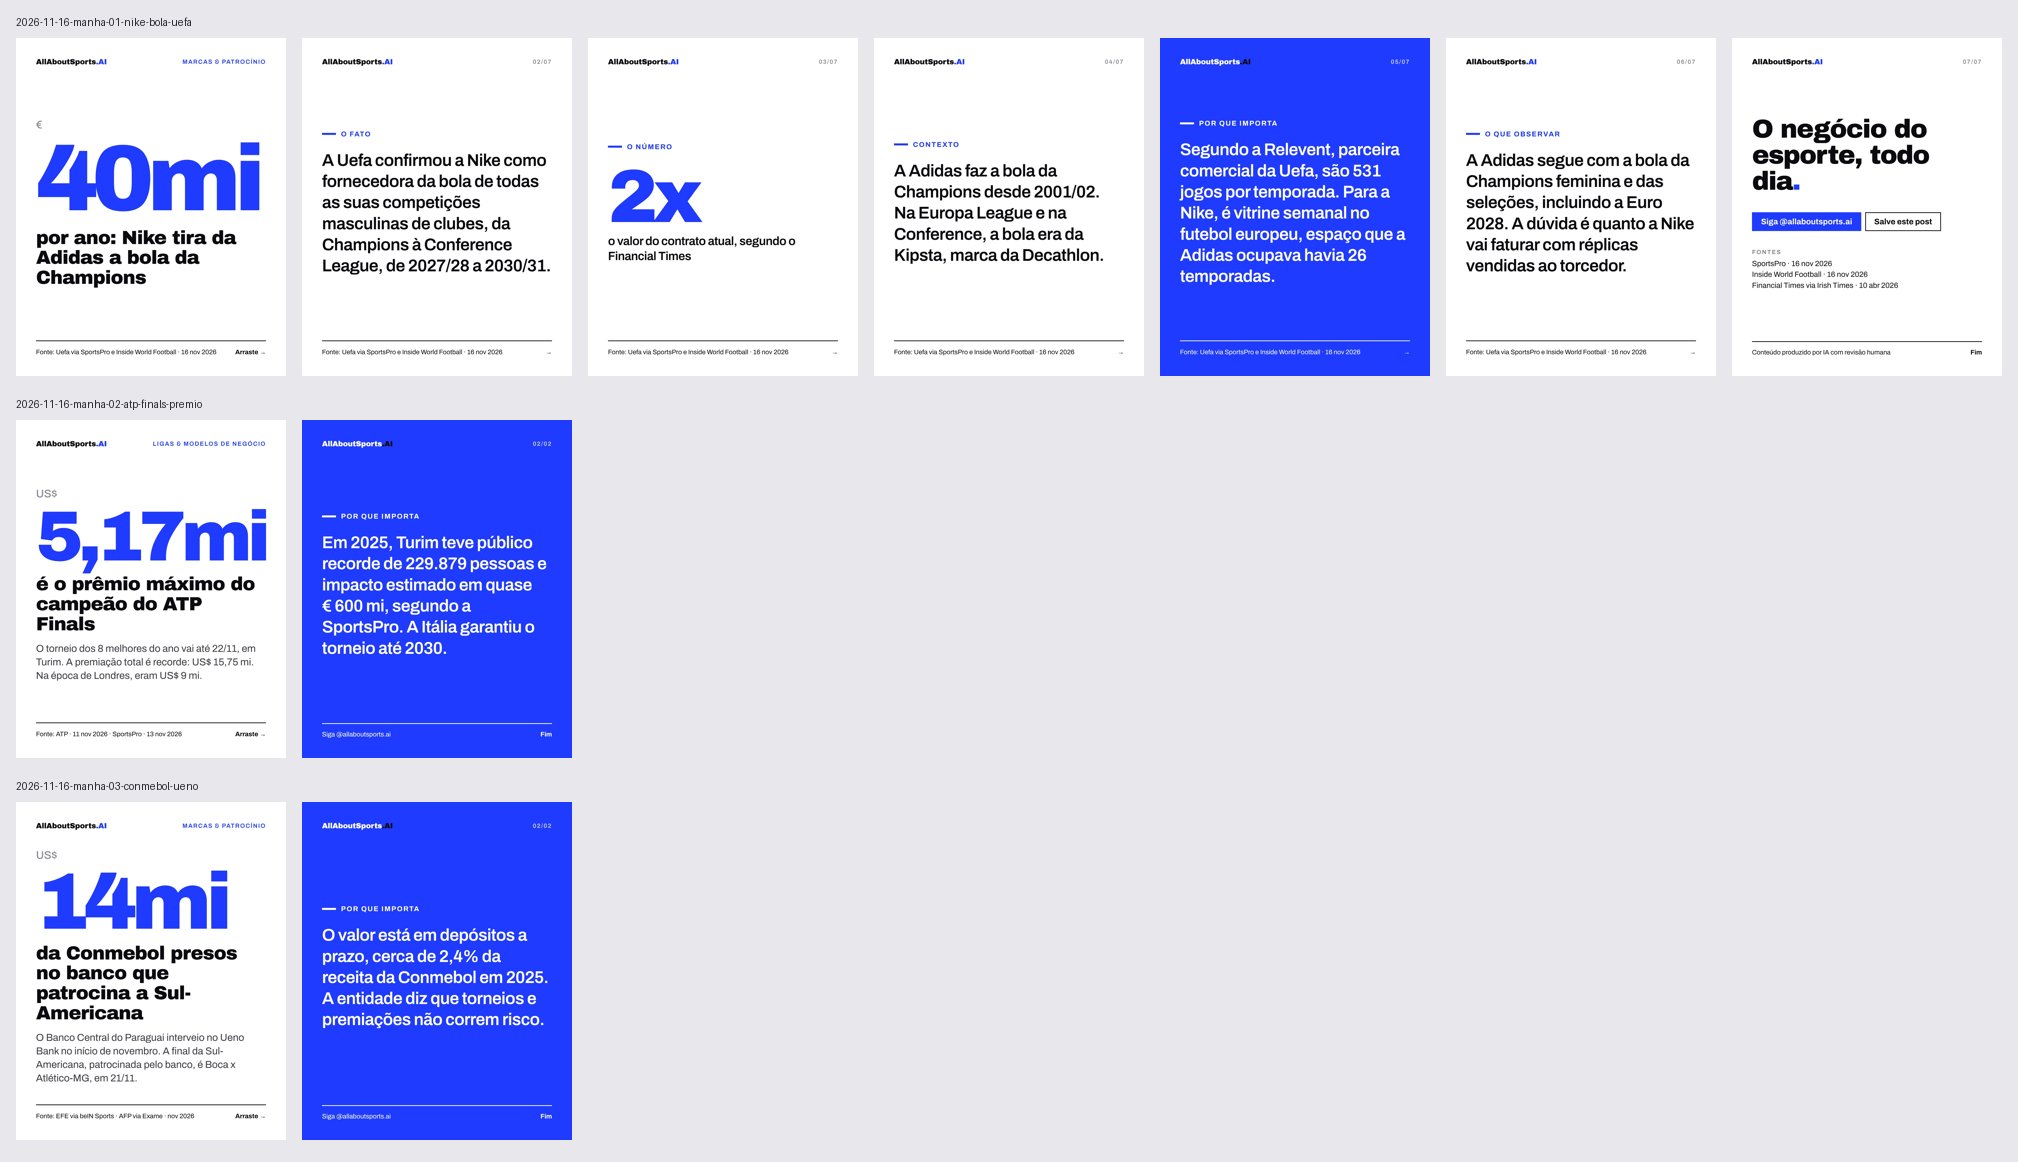 2026-11-16-manha-01-nike-bola-uefa
AllAboutSports.AI
MARCAS & PATROCÍNIO
€
40mi
por ano: Nike tira da
Adidas a bola da
Champions
Fonte: Uefa via SportsPro e Inside World Football · 16 nov 2026
Arraste →
AllAboutSports.AI
02/07
O FATO
A Uefa confirmou a Nike como
fornecedora da bola de todas
as suas competições
masculinas de clubes, da
Champions à Conference
League, de 2027/28 a 2030/31.
Fonte: Uefa via SportsPro e Inside World Football · 16 nov 2026
→
AllAboutSports.AI
03/07
O NÚMERO
2x
o valor do contrato atual, segundo o
Financial Times
Fonte: Uefa via SportsPro e Inside World Football · 16 nov 2026
→
AllAboutSports.AI
04/07
CONTEXTO
A Adidas faz a bola da
Champions desde 2001/02.
Na Europa League e na
Conference, a bola era da
Kipsta, marca da Decathlon.
Fonte: Uefa via SportsPro e Inside World Football · 16 nov 2026
→
AllAboutSports.AI
05/07
POR QUE IMPORTA
Segundo a Relevent, parceira
comercial da Uefa, são 531
jogos por temporada. Para a
Nike, é vitrine semanal no
futebol europeu, espaço que a
Adidas ocupava havia 26
temporadas.
Fonte: Uefa via SportsPro e Inside World Football · 16 nov 2026
→
AllAboutSports.AI
06/07
O QUE OBSERVAR
A Adidas segue com a bola da
Champions feminina e das
seleções, incluindo a Euro
2028. A dúvida é quanto a Nike
vai faturar com réplicas
vendidas ao torcedor.
Fonte: Uefa via SportsPro e Inside World Football · 16 nov 2026
→
AllAboutSports.AI
07/07
O negócio do
esporte, todo
dia.
Siga @allaboutsports.ai
Salve este post
FONTES
SportsPro · 16 nov 2026
Inside World Football · 16 nov 2026
Financial Times via Irish Times · 10 abr 2026
Conteúdo produzido por IA com revisão humana
Fim
2026-11-16-manha-02-atp-finals-premio
AllAboutSports.AI
LIGAS & MODELOS DE NEGÓCIO
US$
5,17mi
é o prêmio máximo do
campeão do ATP
Finals
O torneio dos 8 melhores do ano vai até 22/11, em
Turim. A premiação total é recorde: US$ 15,75 mi.
Na época de Londres, eram US$ 9 mi.
Fonte: ATP · 11 nov 2026 · SportsPro · 13 nov 2026
Arraste →
AllAboutSports.AI
02/02
POR QUE IMPORTA
Em 2025, Turim teve público
recorde de 229.879 pessoas e
impacto estimado em quase
€ 600 mi, segundo a
SportsPro. A Itália garantiu o
torneio até 2030.
Siga @allaboutsports.ai
Fim
2026-11-16-manha-03-conmebol-ueno
AllAboutSports.AI
MARCAS & PATROCÍNIO
US$
14mi
da Conmebol presos
no banco que
patrocina a Sul-
Americana
O Banco Central do Paraguai interveio no Ueno
Bank no início de novembro. A final da Sul-
Americana, patrocinada pelo banco, é Boca x
Atlético-MG, em 21/11.
Fonte: EFE via beIN Sports · AFP via Exame · nov 2026
Arraste →
AllAboutSports.AI
02/02
POR QUE IMPORTA
O valor está em depósitos a
prazo, cerca de 2,4% da
receita da Conmebol em 2025.
A entidade diz que torneios e
premiações não correm risco.
Siga @allaboutsports.ai
Fim